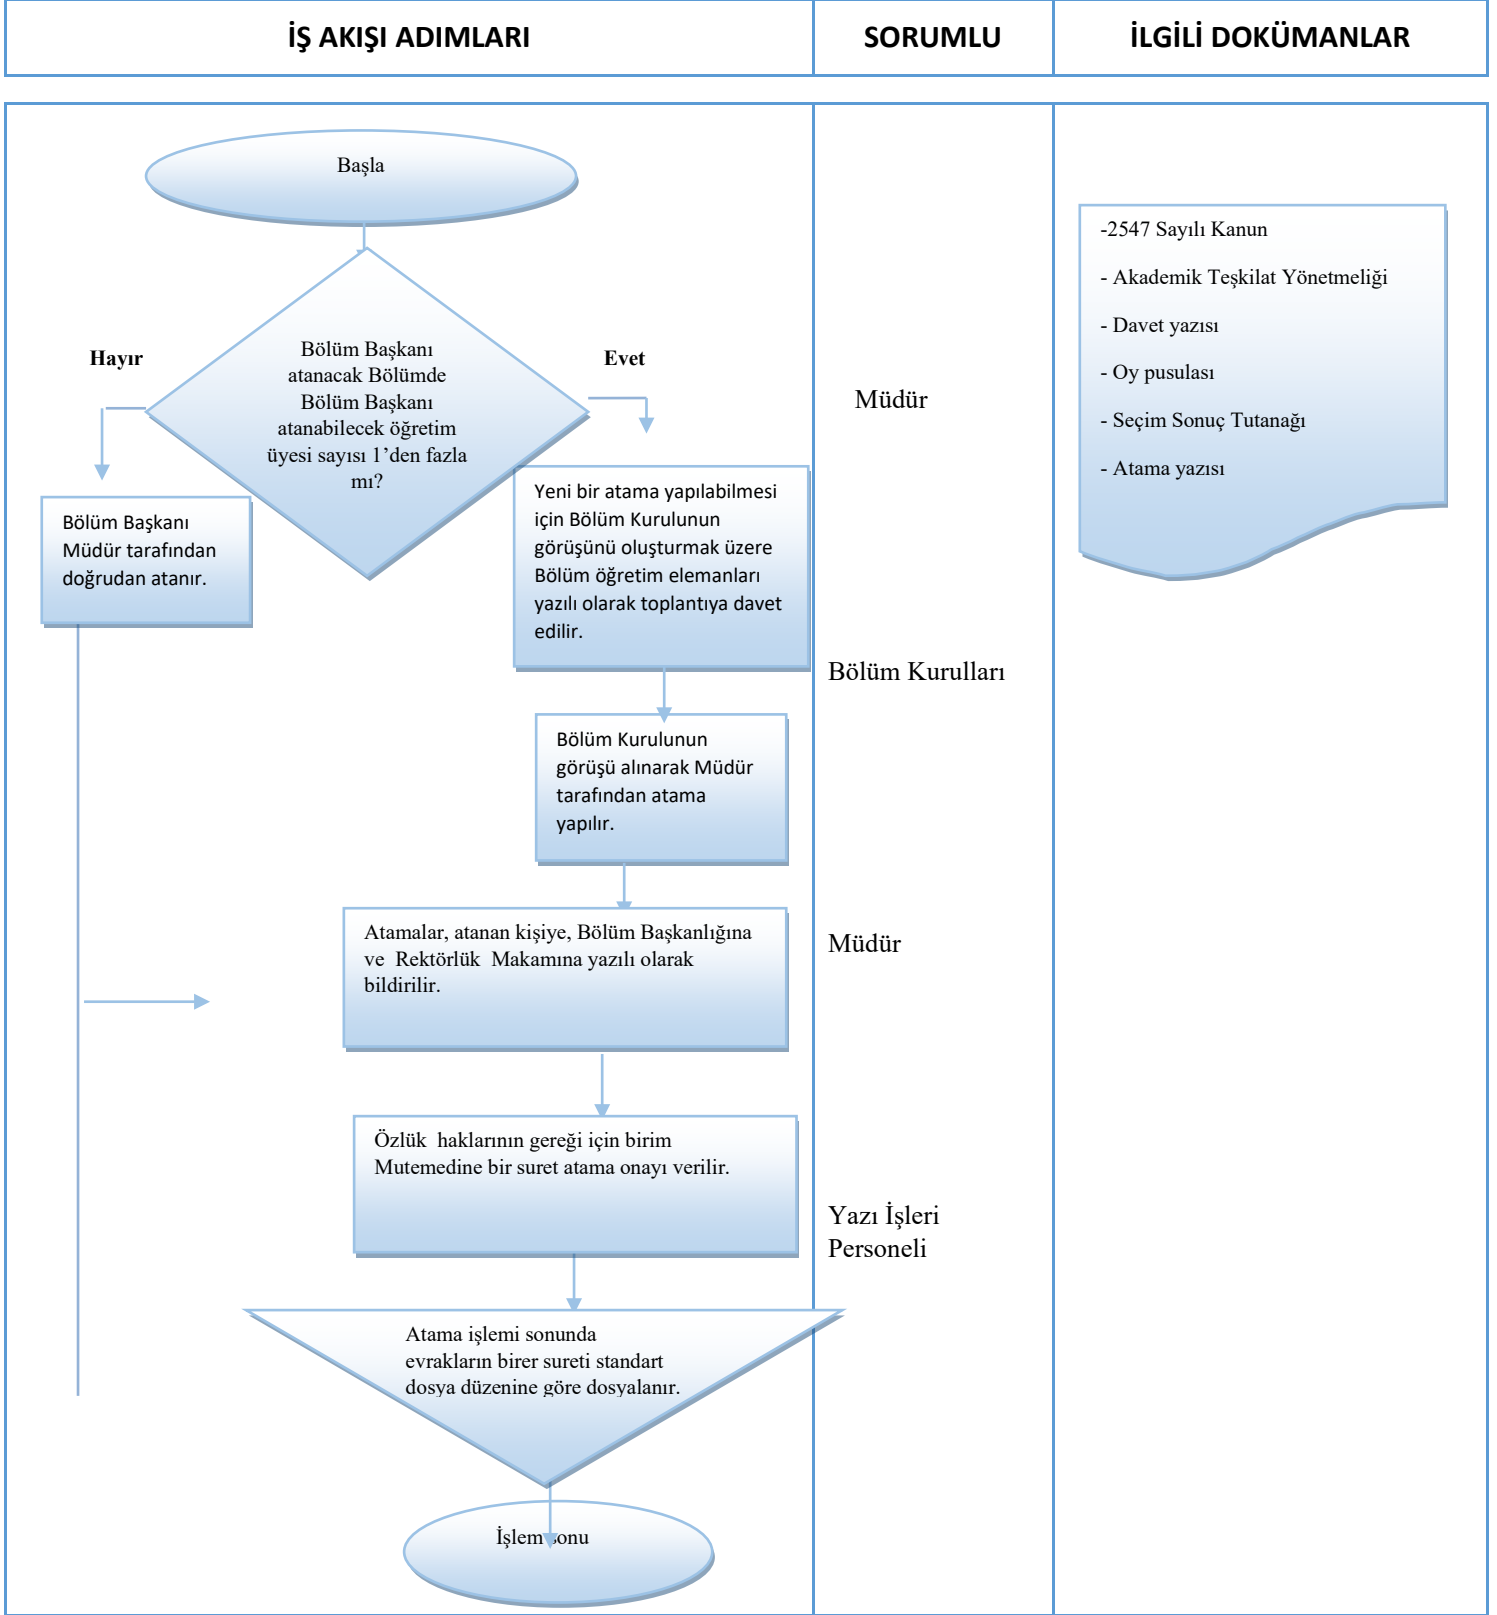 İŞ AKIŞI ADIMLARI
SORUMLU
İLGİLİ DOKÜMANLAR
Başla
Hayır
Evet
Bölüm Başkanı
atanacak Bölümde
Bölüm Başkanı
atanabilecek öğretim
üyesi sayısı 1’den fazla
mı?
Bölüm Başkanı
Müdür tarafından
doğrudan atanır.
Yeni bir atama yapılabilmesi
için Bölüm Kurulunun
görüşünü oluşturmak üzere
Bölüm öğretim elemanları
yazılı olarak toplantıya davet
edilir.
Bölüm Kurulunun
görüşü alınarak Müdür
tarafından atama
yapılır.
Atamalar, atanan kişiye, Bölüm Başkanlığına
ve Rektörlük Makamına yazılı olarak
bildirilir.
Özlük haklarının gereği için birim
Mutemedine bir suret atama onayı verilir.
Atama işlemi sonunda
evrakların birer sureti standart
dosya düzenine göre dosyalanır.
İşlem sonu
Müdür
Bölüm Kurulları
Müdür
Yazı İşleri
Personeli
-2547 Sayılı Kanun
- Akademik Teşkilat Yönetmeliği
- Davet yazısı
- Oy pusulası
- Seçim Sonuç Tutanağı
- Atama yazısı